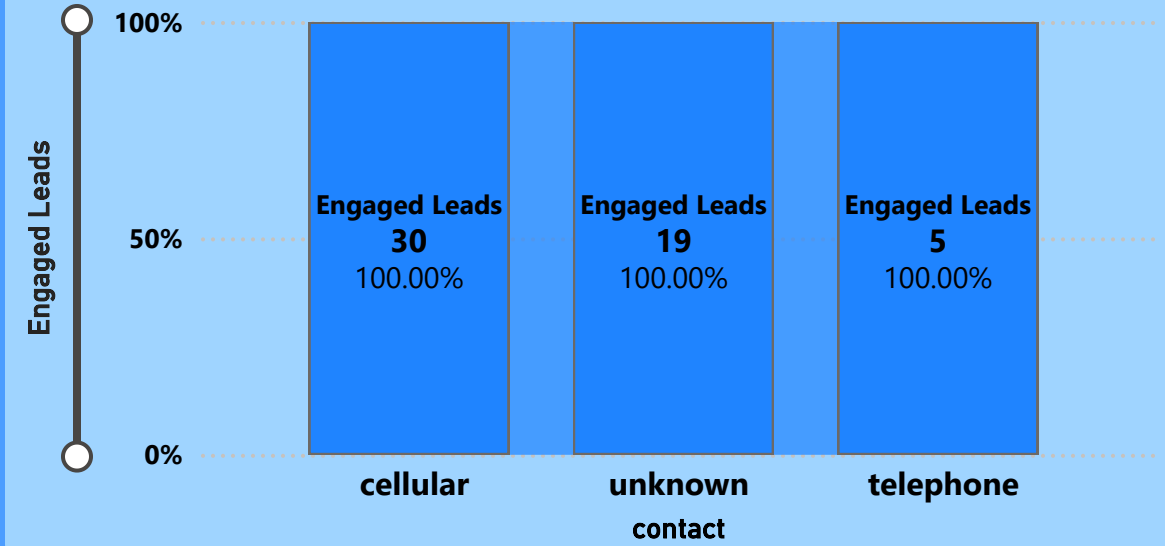 Engaged Leads
100%
50%
0%
Engaged Leads
30
100.00%
Engaged Leads
19
100.00%
Engaged Leads
5
100.00%
cellular
unknown
telephone
contact